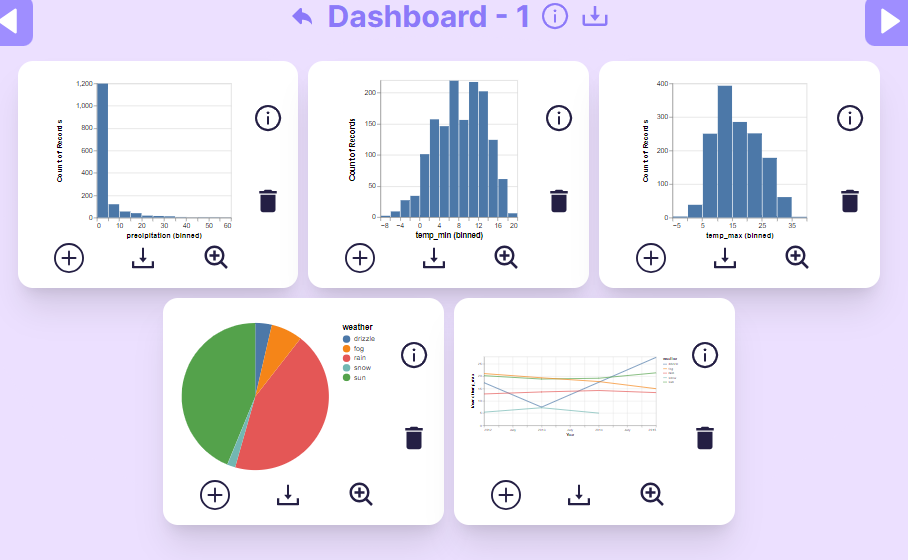 Dashboard - 1
1,200
1,000
800
600
400
200
0
Count of Records
0 10 20 30 40 50 60
precipitation (binned)
200
150
100
50
0
Count of Records
−8 −4 0 4 8 12 16 20
temp_min (binned)
400
300
200
100
0
Count of Records
−5 5 15 25 35
temp_max (binned)
weather
drizzle
fog
rain
snow
sun
weather
Year